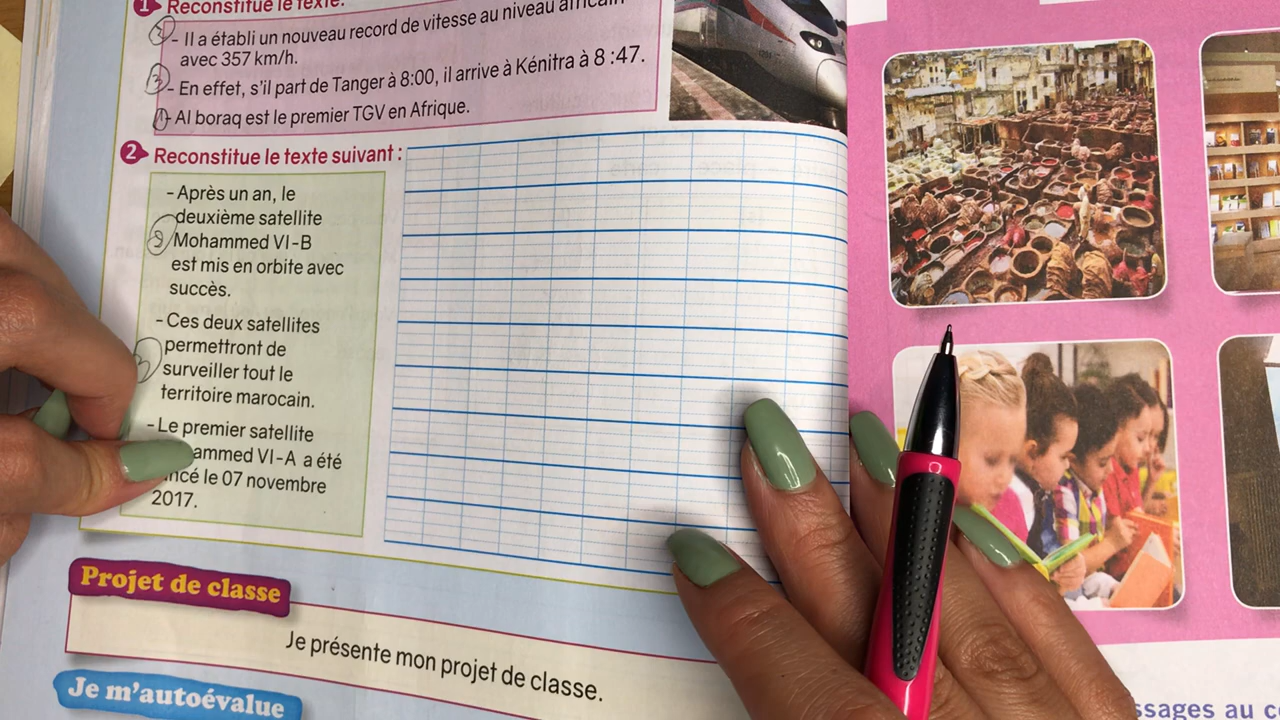 1 Reconstitue le texte.
2 - Il a établi un nouveau record de vitesse au niveau africain
avec 357 km/h.
3 - En effet, s'il part de Tanger à 8:00, il arrive à Kénitra à 8 :47.
1 - Al boraq est le premier TGV en Afrique.
2 Reconstitue le texte suivant :
- Après un an, le
deuxième satellite
Mohammed VI-B
est mis en orbite avec
succès.
- Ces deux satellites
permettront de
surveiller tout le
territoire marocain.
- Le premier satellite
ammed VI-A a été
ncé le 07 novembre
2017.
Projet de classe
Je présente mon projet de classe.
Je m'autoévalue
ssages au c